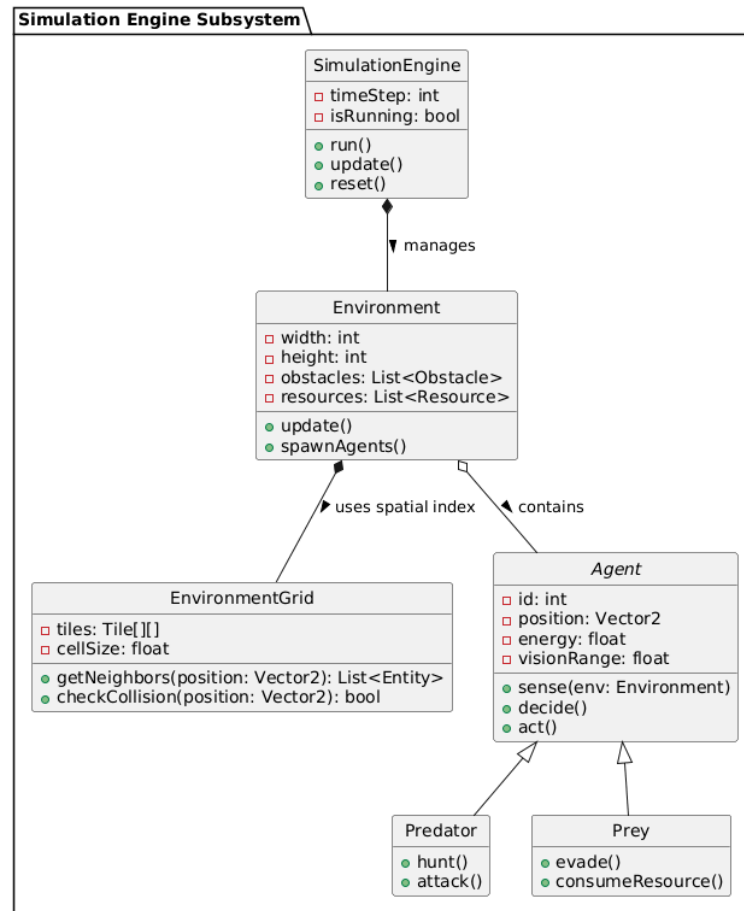 Simulation Engine Subsystem
SimulationEngine
timeStep: int
isRunning: bool
run()
update()
reset()
manages
Environment
width: int
height: int
obstacles: List<Obstacle>
resources: List<Resource>
update()
spawnAgents()
uses spatial index
contains
EnvironmentGrid
tiles: Tile[][]
cellSize: float
getNeighbors(position: Vector2): List<Entity>
checkCollision(position: Vector2): bool
Agent
id: int
position: Vector2
energy: float
visionRange: float
sense(env: Environment)
decide()
act()
Predator
hunt()
attack()
Prey
evade()
consumeResource()